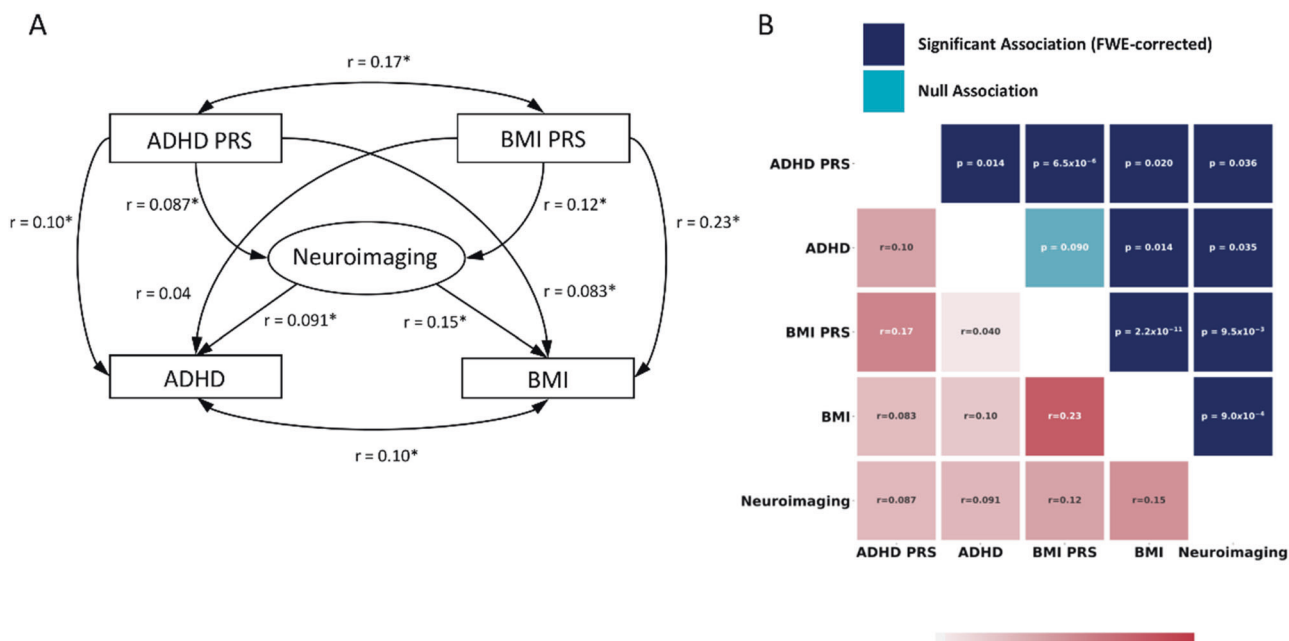 A
r = 0.17*
ADHD PRS
BMI PRS
r = 0.087*
r = 0.12*
r = 0.10*
r = 0.23*
Neuroimaging
r = 0.04
r = 0.083*
r = 0.091*
r = 0.15*
ADHD
BMI
r = 0.10*
B
Significant Association (FWE-corrected)
Null Association
ADHD PRS
p = 0.014
p = 6.5x10⁻⁶
p = 0.020
p = 0.036
ADHD
r=0.10
p = 0.090
p = 0.014
p = 0.035
BMI PRS
r=0.17
r=0.040
p = 2.2x10⁻¹¹
p = 9.5x10⁻³
BMI
r=0.083
r=0.10
r=0.23
p = 9.0x10⁻⁴
Neuroimaging
r=0.087
r=0.091
r=0.12
r=0.15
ADHD PRS
ADHD
BMI PRS
BMI
Neuroimaging